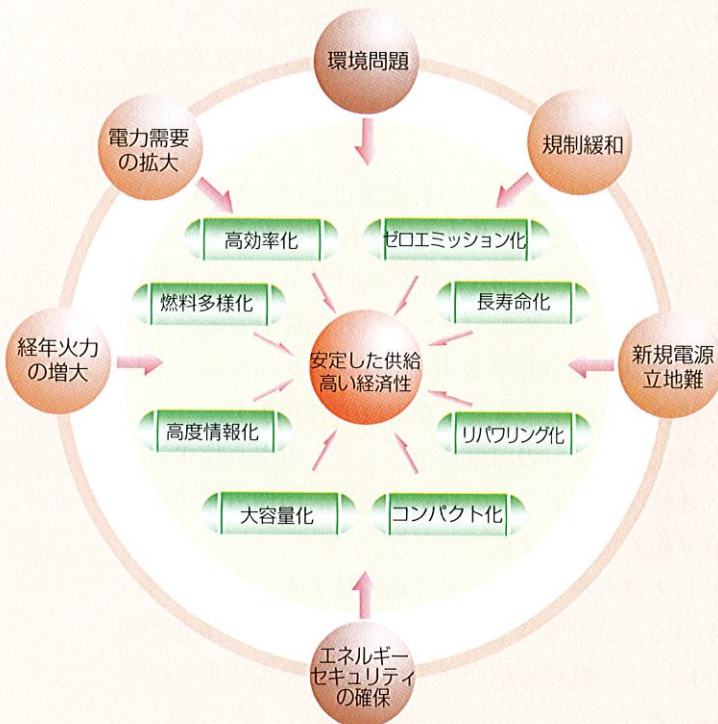 環境問題
電力需要
の拡大
規制緩和
高効率化
ゼロエミッション化
燃料多様化
長寿命化
経年火力
の増大
安定した供給
高い経済性
新規電源
立地難
高度情報化
リパワリング化
大容量化
コンパクト化
エネルギー
セキュリティ
の確保